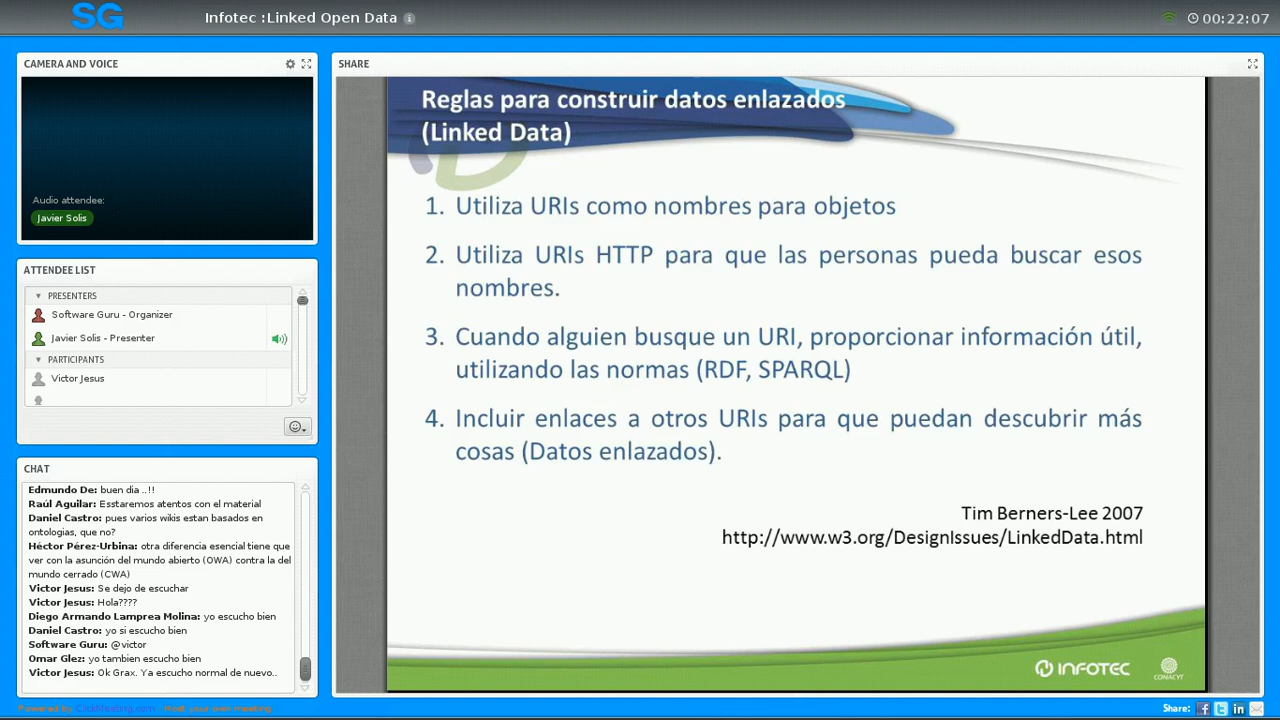 SG
Infotec :Linked Open Data
00:22:07
CAMERA AND VOICE
Audio attendee:
Javier Solis
ATTENDEE LIST
PRESENTERS
Software Guru - Organizer
Javier Solis - Presenter
PARTICIPANTS
Victor Jesus
CHAT
Edmundo De: buen dia ..!!
Raúl Aguilar: Esstaremos atentos con el material
Daniel Castro: pues varios wikis estan basados en
ontologias, que no?
Héctor Pérez-Urbina: otra diferencia esencial tiene que
ver con la asunción del mundo abierto (OWA) contra la del
mundo cerrado (CWA)
Victor Jesus: Se dejo de escuchar
Victor Jesus: Hola????
Diego Armando Lamprea Molina: yo escucho bien
Daniel Castro: yo si escucho bien
Software Guru: @victor
Omar Glez: yo tambien escucho bien
Victor Jesus: Ok Grax. Ya escucho normal de nuevo..
SHARE
Reglas para construir datos enlazados
(Linked Data)
1. Utiliza URIs como nombres para objetos
2. Utiliza URIs HTTP para que las personas pueda buscar esos
nombres.
3. Cuando alguien busque un URI, proporcionar información útil,
utilizando las normas (RDF, SPARQL)
4. Incluir enlaces a otros URIs para que puedan descubrir más
cosas (Datos enlazados).
Tim Berners-Lee 2007
http://www.w3.org/DesignIssues/LinkedData.html
INFOTEC
CONACYT
Powered by ClickMeeting.com - Host your own meeting
Share: